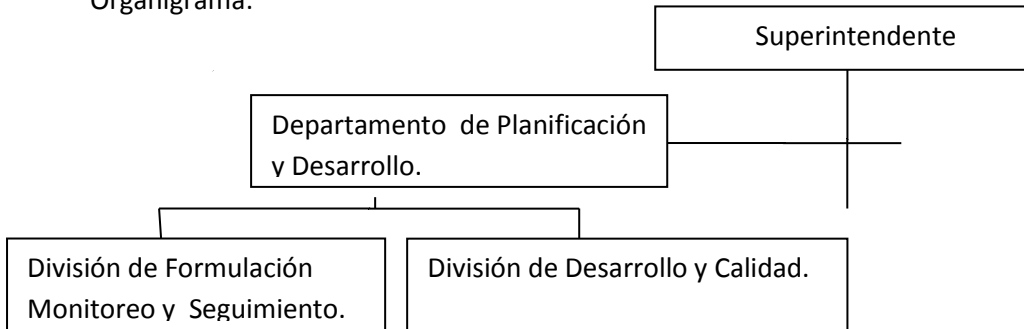 Organigrama:
Superintendente
Departamento  de Planificación
y Desarrollo.
División de Formulación
Monitoreo y  Seguimiento.
División de Desarrollo y Calidad.